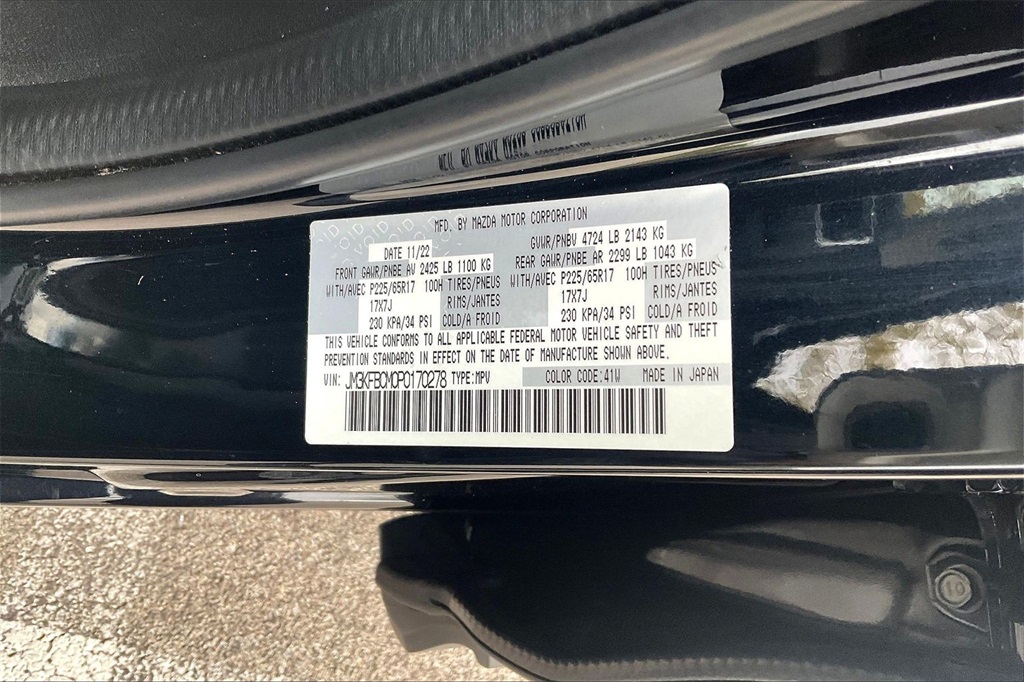 MFD. BY MAZDA MOTOR CORPORATION
DATE 11/22 GVWR/PNBV 4724 LB 2143 KG
FRONT GAWR/PNBE AV 2425 LB 1100 KG REAR GAWR/PNBE AR 2299 LB 1043 KG
WITH/AVEC P225/65R17 100H TIRES/PNEUS WITH/AVEC P225/65R17 100H TIRES/PNEUS
17X7J RIMS/JANTES 17X7J RIMS/JANTES
230 KPA/34 PSI COLD/A FROID 230 KPA/34 PSI COLD/A FROID
THIS VEHICLE CONFORMS TO ALL APPLICABLE FEDERAL MOTOR VEHICLE SAFETY AND THEFT
PREVENTION STANDARDS IN EFFECT ON THE DATE OF MANUFACTURE SHOWN ABOVE.
VIN: JM3KFBCM0P0170278 TYPE:MPV COLOR CODE:41W MADE IN JAPAN
10